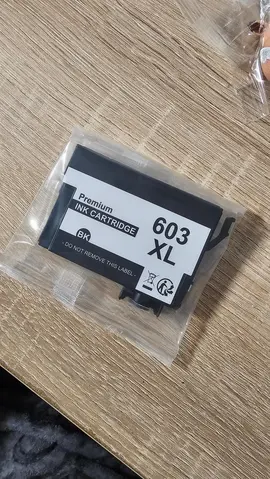 Premium
INK CARTRIDGE
603
XL
BK
- DO NOT REMOVE THIS LABEL -